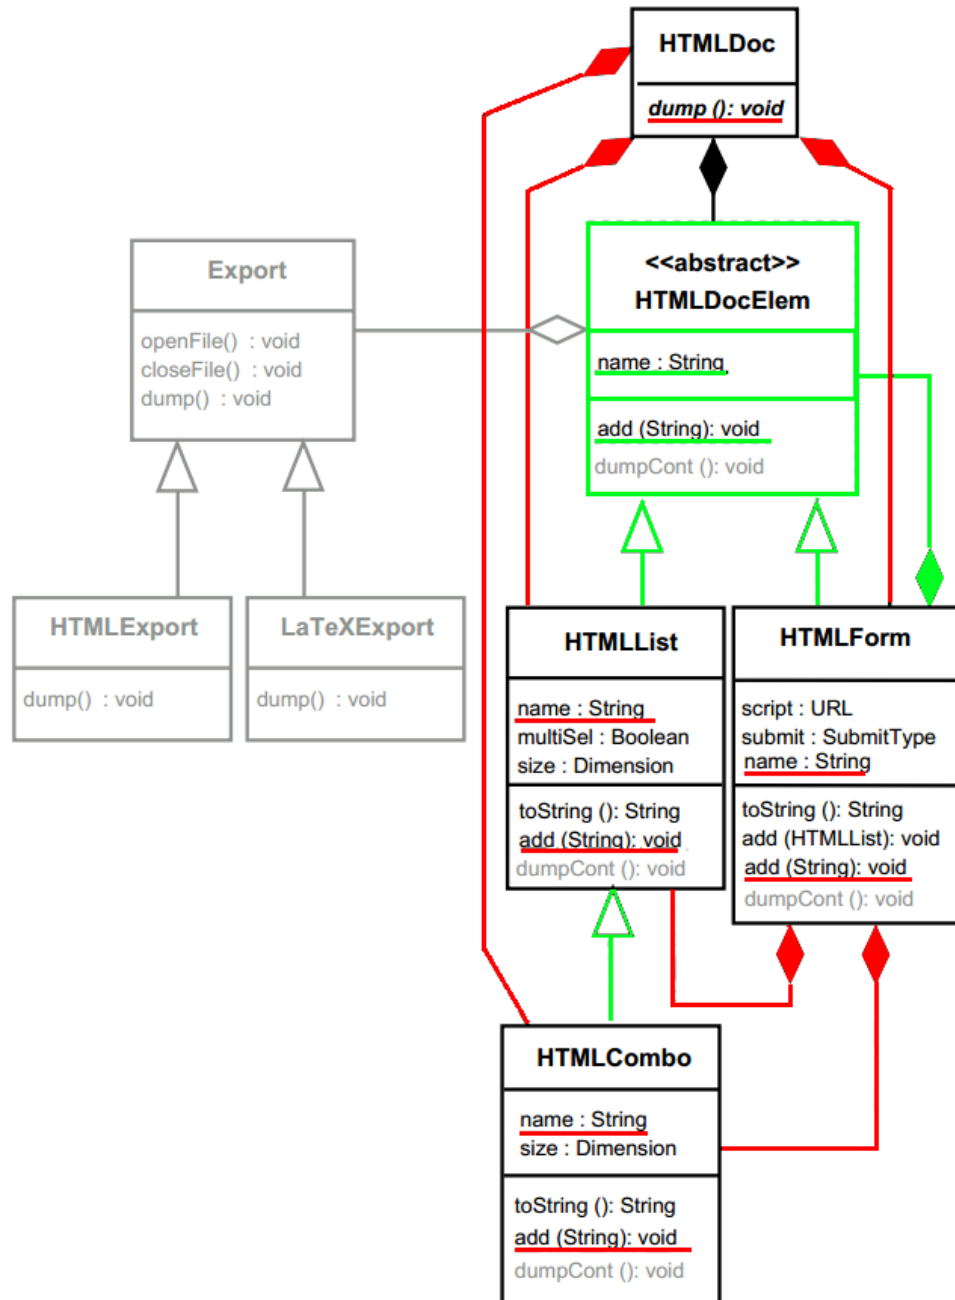 HTMLDoc
dump (): void
<<abstract>>
HTMLDocElem
name : String
add (String): void
dumpCont (): void
Export
openFile() : void
closeFile() : void
dump() : void
HTMLExport
dump() : void
LaTeXExport
dump() : void
HTMLList
name : String
multiSel : Boolean
size : Dimension
toString (): String
add (String): void
dumpCont (): void
HTMLForm
script : URL
submit : SubmitType
name : String
toString (): String
add (HTMLList): void
add (String): void
dumpCont (): void
HTMLCombo
name : String
size : Dimension
toString (): String
add (String): void
dumpCont (): void